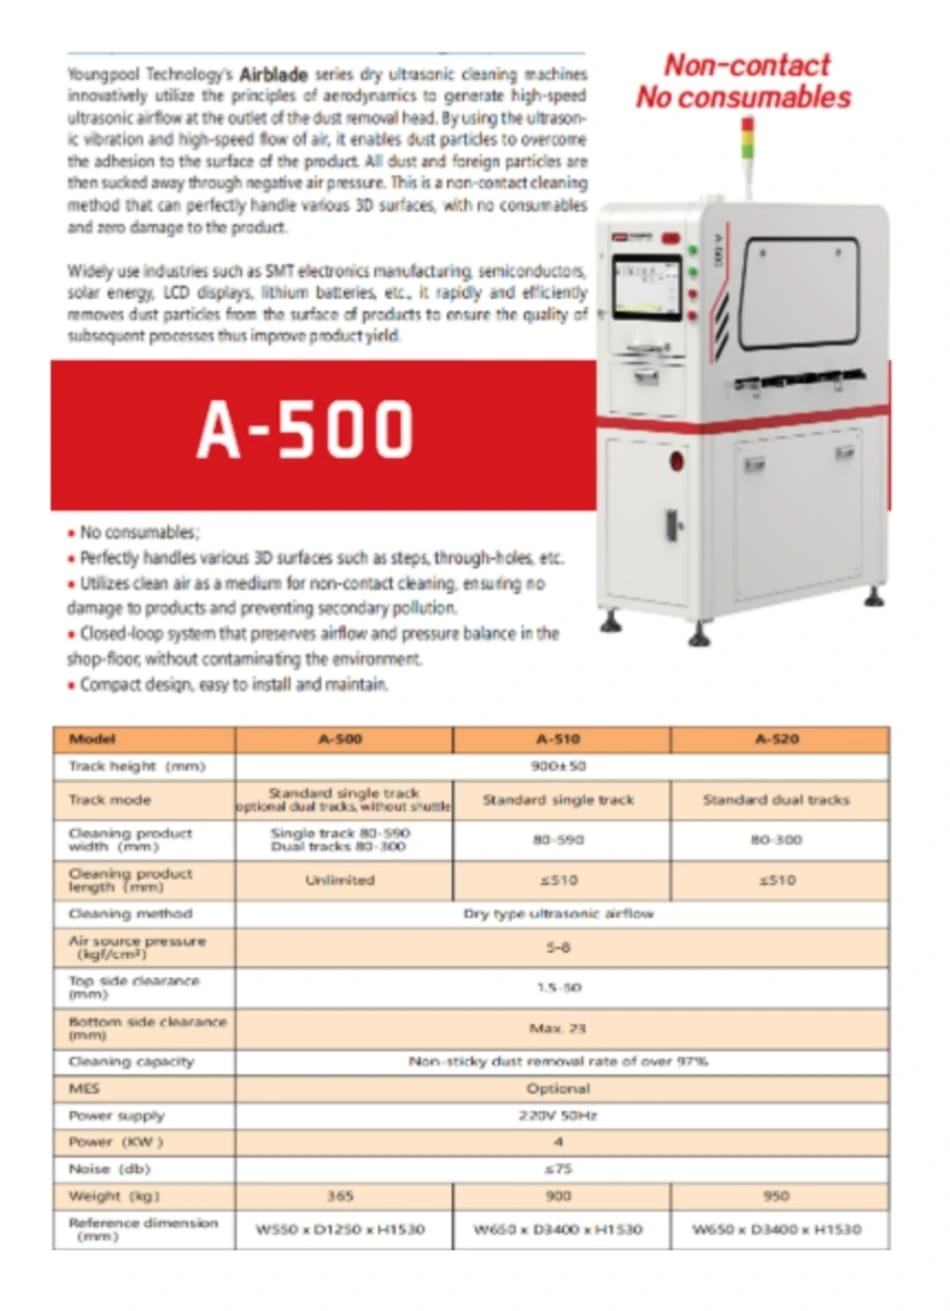 Youngpool Technology's Airblade series dry ultrasonic cleaning machines
innovatively utilize the principles of aerodynamics to generate high-speed
ultrasonic airflow at the outlet of the dust removal head. By using the ultrason-
ic vibration and high-speed flow of air, it enables dust particles to overcome
the adhesion to the surface of the product. All dust and foreign particles are
then sucked away through negative air pressure. This is a non-contact cleaning
method that can perfectly handle various 3D surfaces, with no consumables
and zero damage to the product.
Widely use industries such as SMT electronics manufacturing, semiconductors,
solar energy, LCD displays, lithium batteries, etc., it rapidly and efficiently
removes dust particles from the surface of products to ensure the quality of
subsequent processes thus improve product yield.
Non-contact
No consumables
A-500
A-500
• No consumables;
• Perfectly handles various 3D surfaces such as steps, through-holes, etc.
• Utilizes clean air as a medium for non-contact cleaning, ensuring no
damage to products and preventing secondary pollution.
• Closed-loop system that preserves airflow and pressure balance in the
shop-floor, without contaminating the environment.
• Compact design, easy to install and maintain.
Model A-500 A-510 A-520
Track height (mm) 900±50
Track mode Standard single track
optional dual tracks, without shuttle Standard single track Standard dual tracks
Cleaning product
width (mm) Single track 80-590
Dual tracks 80-300 80-590 80-300
Cleaning product
length (mm) Unlimited ≤510 ≤510
Cleaning method Dry type ultrasonic airflow
Air source pressure
(kgf/cm²) 5-8
Top side clearance
(mm) 1.5-50
Bottom side clearance
(mm) Max. 23
Cleaning capacity Non-sticky dust removal rate of over 97%
MES Optional
Power supply 220V 50Hz
Power (KW) 4
Noise (db) ≤75
Weight (kg) 365 900 950
Reference dimension
(mm) W550 x D1250 x H1530 W650 x D3400 x H1530 W650 x D3400 x H1530